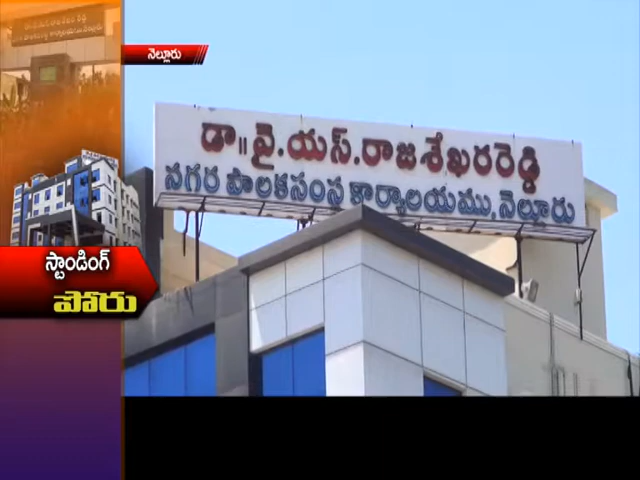 నెల్లూరు
డా॥ వై.యస్.రాజశేఖరరెడ్డి
నగర పాలకసంస్థ కార్యాలయము, నెల్లూరు
స్టాండింగ్
పోరు